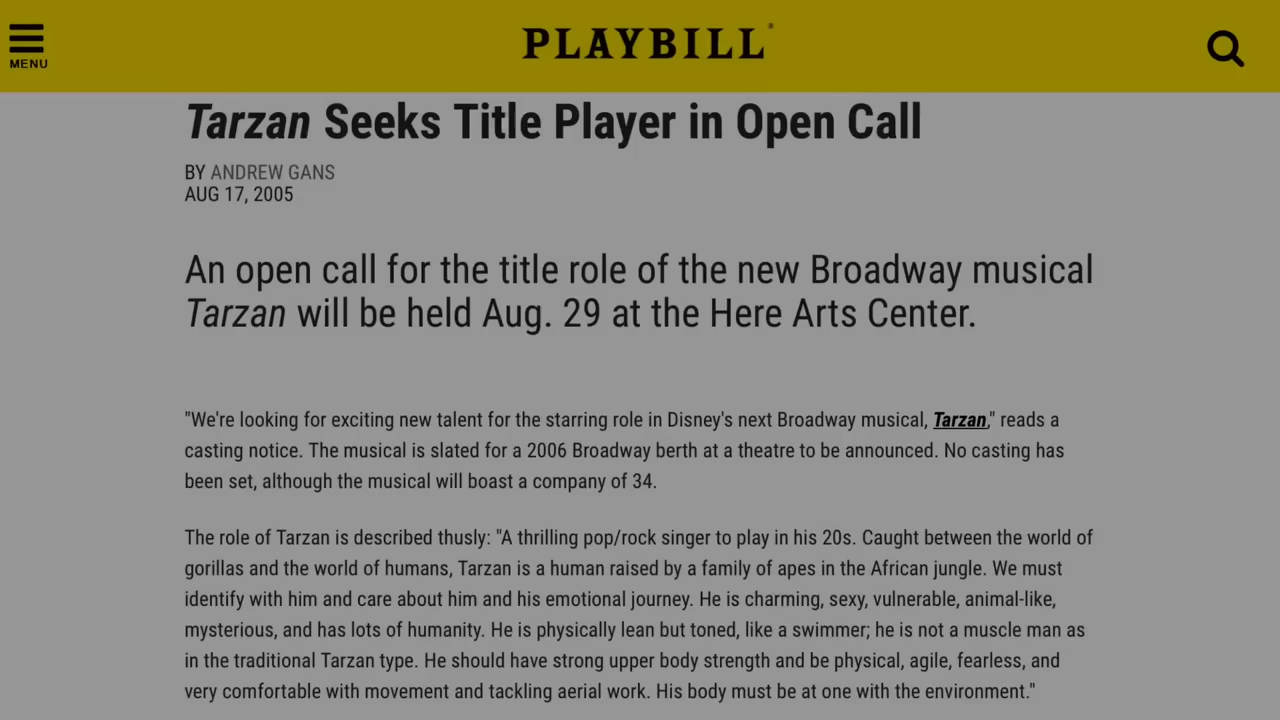 PLAYBILL®
MENU
Tarzan Seeks Title Player in Open Call
BY ANDREW GANS
AUG 17, 2005
An open call for the title role of the new Broadway musical
Tarzan will be held Aug. 29 at the Here Arts Center.
"We're looking for exciting new talent for the starring role in Disney's next Broadway musical, Tarzan," reads a
casting notice. The musical is slated for a 2006 Broadway berth at a theatre to be announced. No casting has
been set, although the musical will boast a company of 34.
The role of Tarzan is described thusly: "A thrilling pop/rock singer to play in his 20s. Caught between the world of
gorillas and the world of humans, Tarzan is a human raised by a family of apes in the African jungle. We must
identify with him and care about him and his emotional journey. He is charming, sexy, vulnerable, animal-like,
mysterious, and has lots of humanity. He is physically lean but toned, like a swimmer; he is not a muscle man as
in the traditional Tarzan type. He should have strong upper body strength and be physical, agile, fearless, and
very comfortable with movement and tackling aerial work. His body must be at one with the environment."